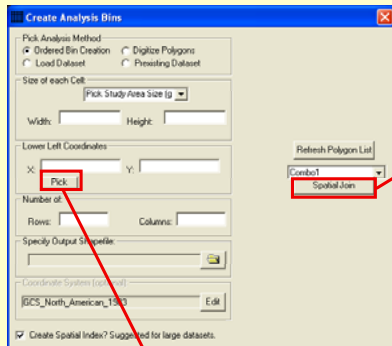 Create Analysis Bins
Pick Analysis Method
Ordered Bin Creation Digitize Polygons
Load Dataset Prexisting Dataset
Size of each Cell:
Pick Study Area Size (g
Width: Height:
Lower Left Coordinates
X: Y:
Pick
Refresh Polygon List
Combo1
Spatial Join
Number of:
Rows: Columns:
Specify Output Shapefile:
Coordinate System (optional)
GCS_North_American_1983
Edit
Create Spatial Index? Suggested for large datasets.